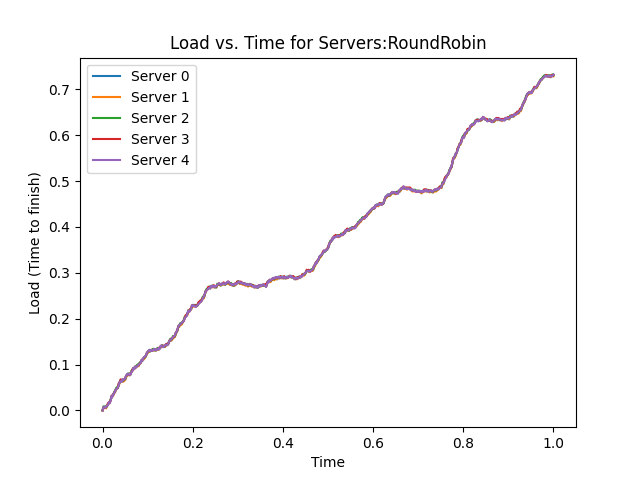 Load vs. Time for Servers:RoundRobin
Server 0
Server 1
Server 2
Server 3
Server 4
Load (Time to finish)
0.7
0.6
0.5
0.4
0.3
0.2
0.1
0.0
0.0 0.2 0.4 0.6 0.8 1.0
Time